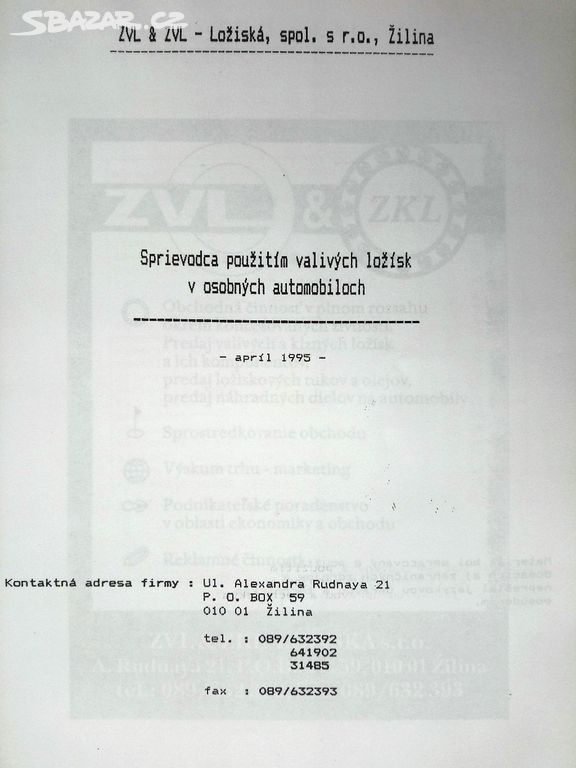 SBAZAR.CZ
ZVL & ZVL - Ložiská, spol. s r.o., Žilina
ZVL & ZKL
Sprievodca použitím valivých ložísk
v osobných automobiloch
Obchodná činnosť v plnom rozsahu
Predaj valivých a klzných ložísk
a ich komponentov,
predaj ložiskových tukov a olejov,
predaj náhradných dielov na automobily
- apríl 1995 -
Sprostredkovanie obchodu
Výskum trhu - marketing
Podnikateľské poradenstvo
v oblasti ekonomiky a obchodu
Reklamné činnosti
Kontaktná adresa firmy : Ul. Alexandra Rudnaya 21
P. O. BOX 59
010 01 Žilina
tel. : 089/632392
641902
31485
fax : 089/632393